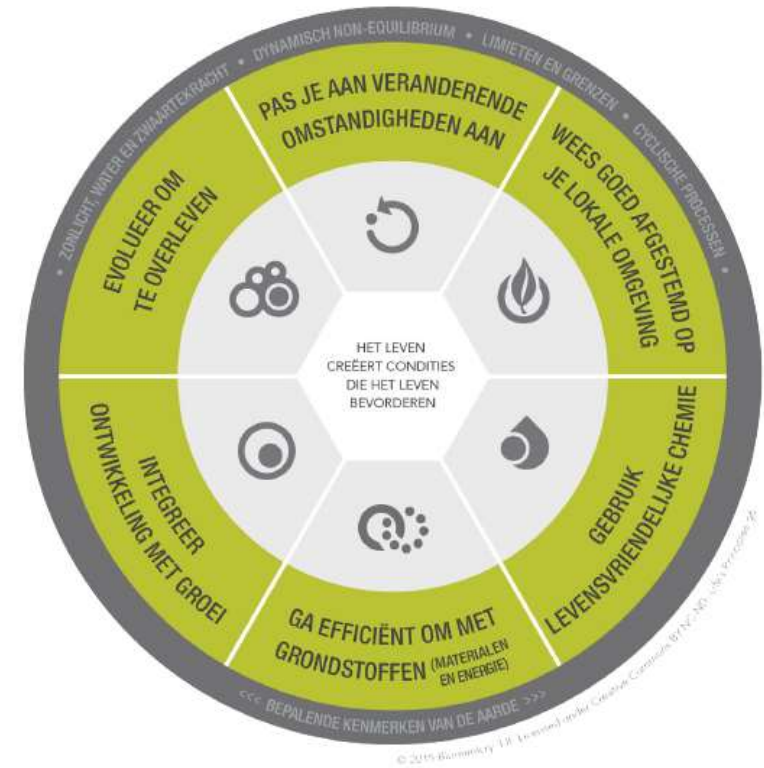 • ZONLICHT, WATER EN ZWAARTEKRACHT • DYNAMISCH NON-EQUILIBRIUM • LIMIETEN EN GRENZEN • CYCLISCHE PROCESSEN •
PAS JE AAN VERANDERENDE
OMSTANDIGHEDEN AAN
WEES GOED AFGESTEMD OP
JE LOKALE OMGEVING
GEBRUIK
LEVENSVRIENDELIJKE CHEMIE
GA EFFICIËNT OM MET
GRONDSTOFFEN (MATERIALEN
EN ENERGIE)
INTEGREER
ONTWIKKELING MET GROEI
EVOLUEER OM
TE OVERLEVEN
HET LEVEN
CREËERT CONDITIES
DIE HET LEVEN
BEVORDEREN
<<< BEPALENDE KENMERKEN VAN DE AARDE >>>
© 2015 Biomimicry 3.8 Licensed under Creative Commons BY NC ND